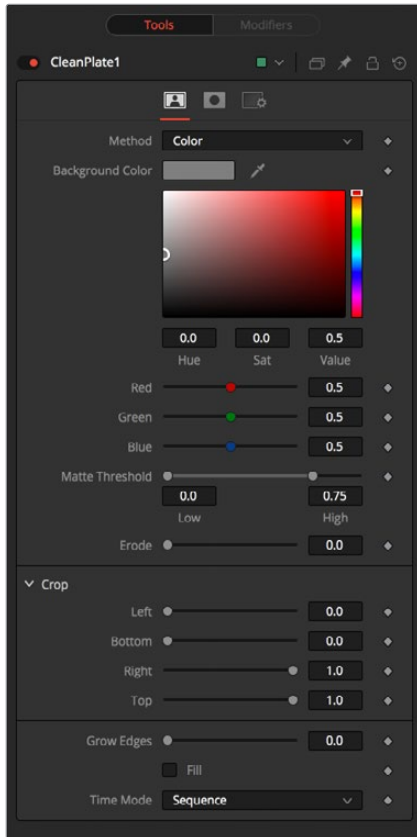 Tools Modifiers
CleanPlate1
Method Color
Background Color
0.0 0.0 0.5
Hue Sat Value
Red 0.5
Green 0.5
Blue 0.5
Matte Threshold
0.0 0.75
Low High
Erode 0.0
Crop
Left 0.0
Bottom 0.0
Right 1.0
Top 1.0
Grow Edges 0.0
Fill
Time Mode Sequence